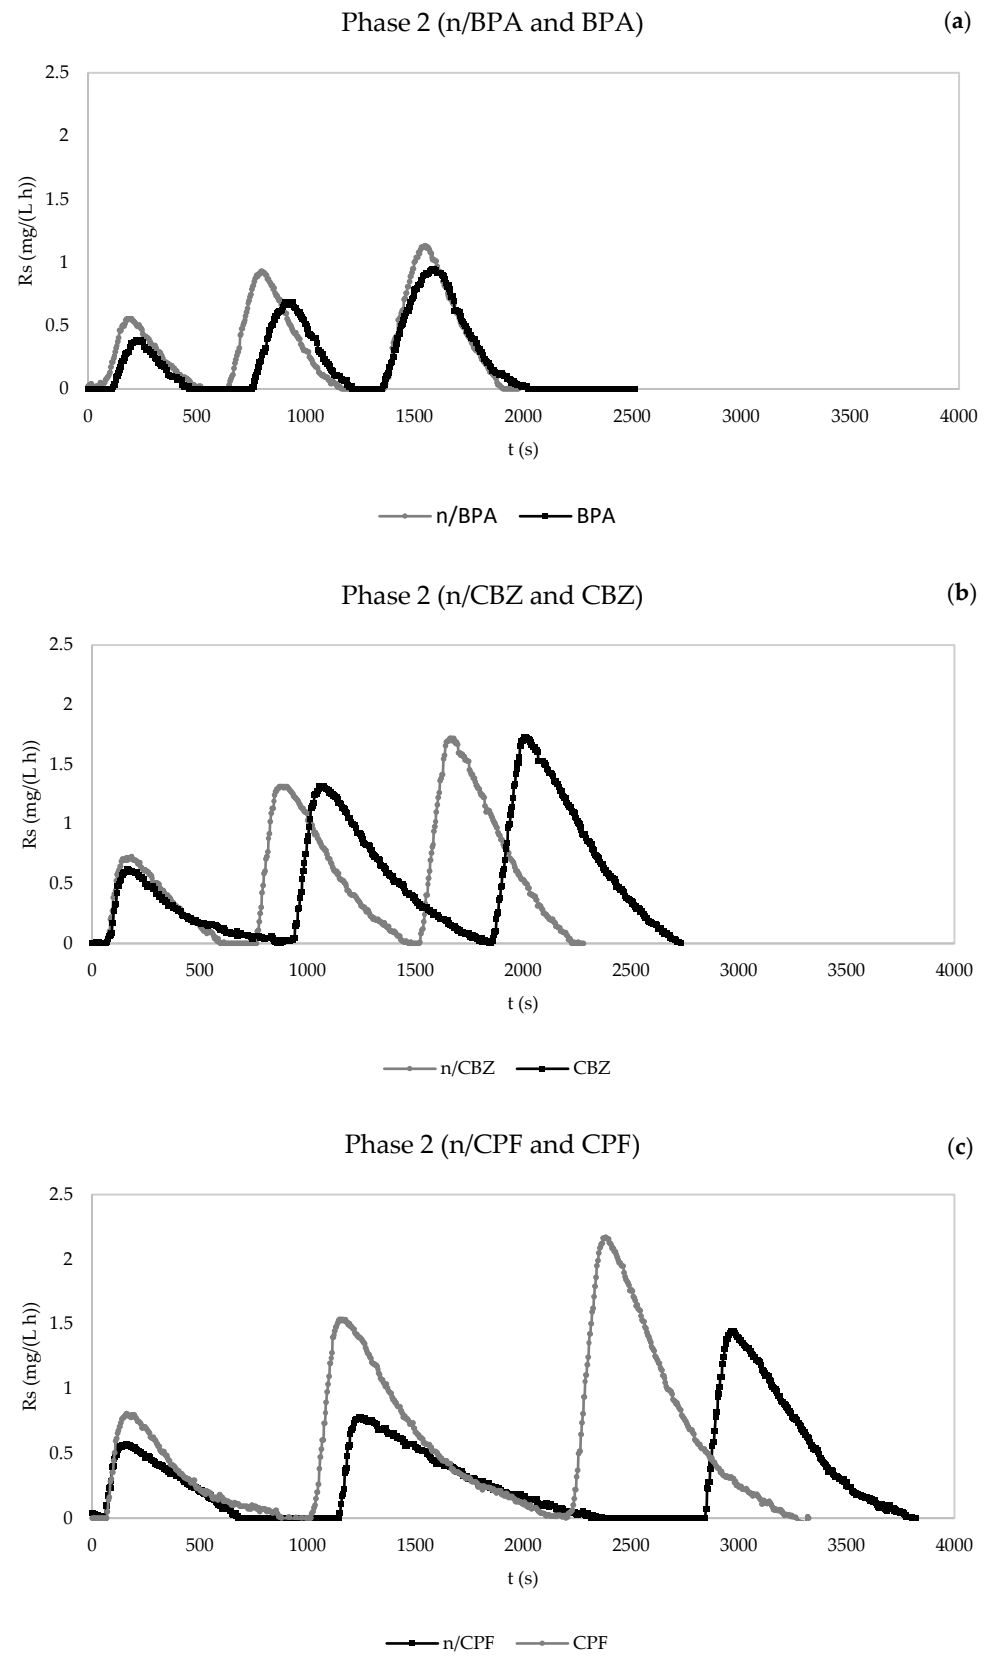 Phase 2 (n/BPA and BPA)
(a)
2.5
2
1.5
1
0.5
0
Rs (mg/(L h))
0 500 1000 1500 2000 2500 3000 3500 4000
t (s)
n/BPA BPA
Phase 2 (n/CBZ and CBZ)
(b)
2.5
2
1.5
1
0.5
0
Rs (mg/(L h))
0 500 1000 1500 2000 2500 3000 3500 4000
t (s)
n/CBZ CBZ
Phase 2 (n/CPF and CPF)
(c)
2.5
2
1.5
1
0.5
0
Rs (mg/(L h))
0 500 1000 1500 2000 2500 3000 3500 4000
t (s)
n/CPF CPF